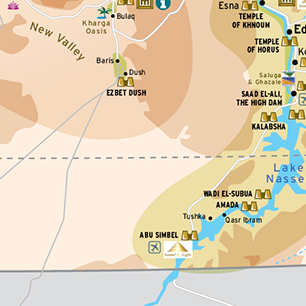 Esna
TEMPLE
OF KHNOUM
Bulaq
Kharga
Oasis
New Valley
Ed
TEMPLE
OF HORUS
Baris
Dush
EZBET DUSH
Saluga
& Ghazale
SAAD EL-ALI,
THE HIGH DAM
KALABSHA
Lake
Nasse
WADI EL-SUBUA
AMADA
Tushka
Qasr Ibram
ABU SIMBEL